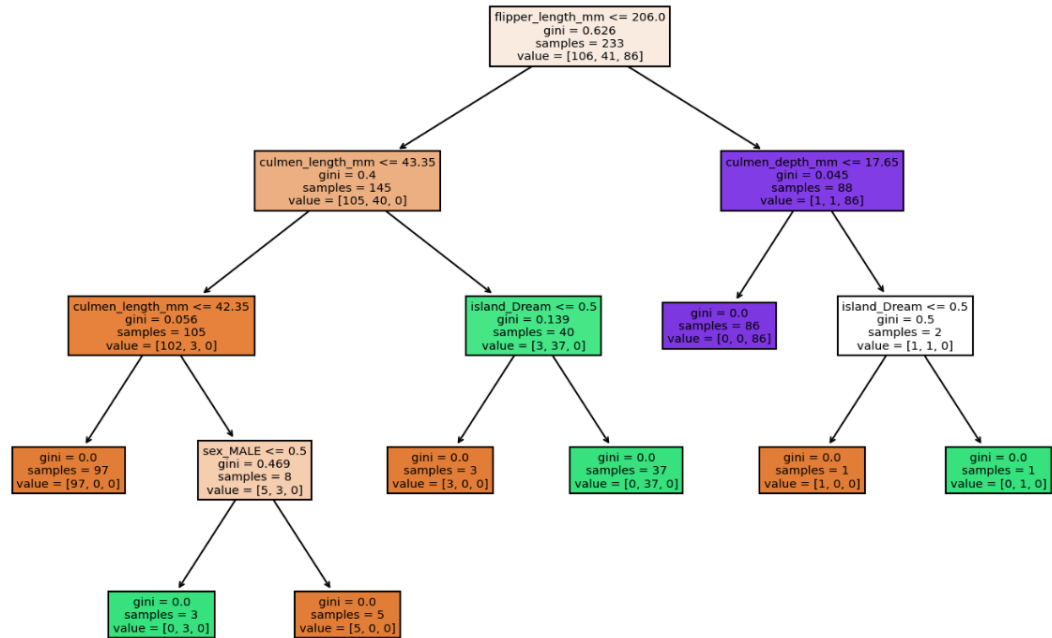 flipper_length_mm <= 206.0
gini = 0.626
samples = 233
value = [106, 41, 86]
culmen_length_mm <= 43.35
gini = 0.4
samples = 145
value = [105, 40, 0]
culmen_depth_mm <= 17.65
gini = 0.045
samples = 88
value = [1, 1, 86]
culmen_length_mm <= 42.35
gini = 0.056
samples = 105
value = [102, 3, 0]
island_Dream <= 0.5
gini = 0.139
samples = 40
value = [3, 37, 0]
gini = 0.0
samples = 86
value = [0, 0, 86]
island_Dream <= 0.5
gini = 0.5
samples = 2
value = [1, 1, 0]
gini = 0.0
samples = 97
value = [97, 0, 0]
sex_MALE <= 0.5
gini = 0.469
samples = 8
value = [5, 3, 0]
gini = 0.0
samples = 3
value = [3, 0, 0]
gini = 0.0
samples = 37
value = [0, 37, 0]
gini = 0.0
samples = 1
value = [1, 0, 0]
gini = 0.0
samples = 1
value = [0, 1, 0]
gini = 0.0
samples = 3
value = [0, 3, 0]
gini = 0.0
samples = 5
value = [5, 0, 0]